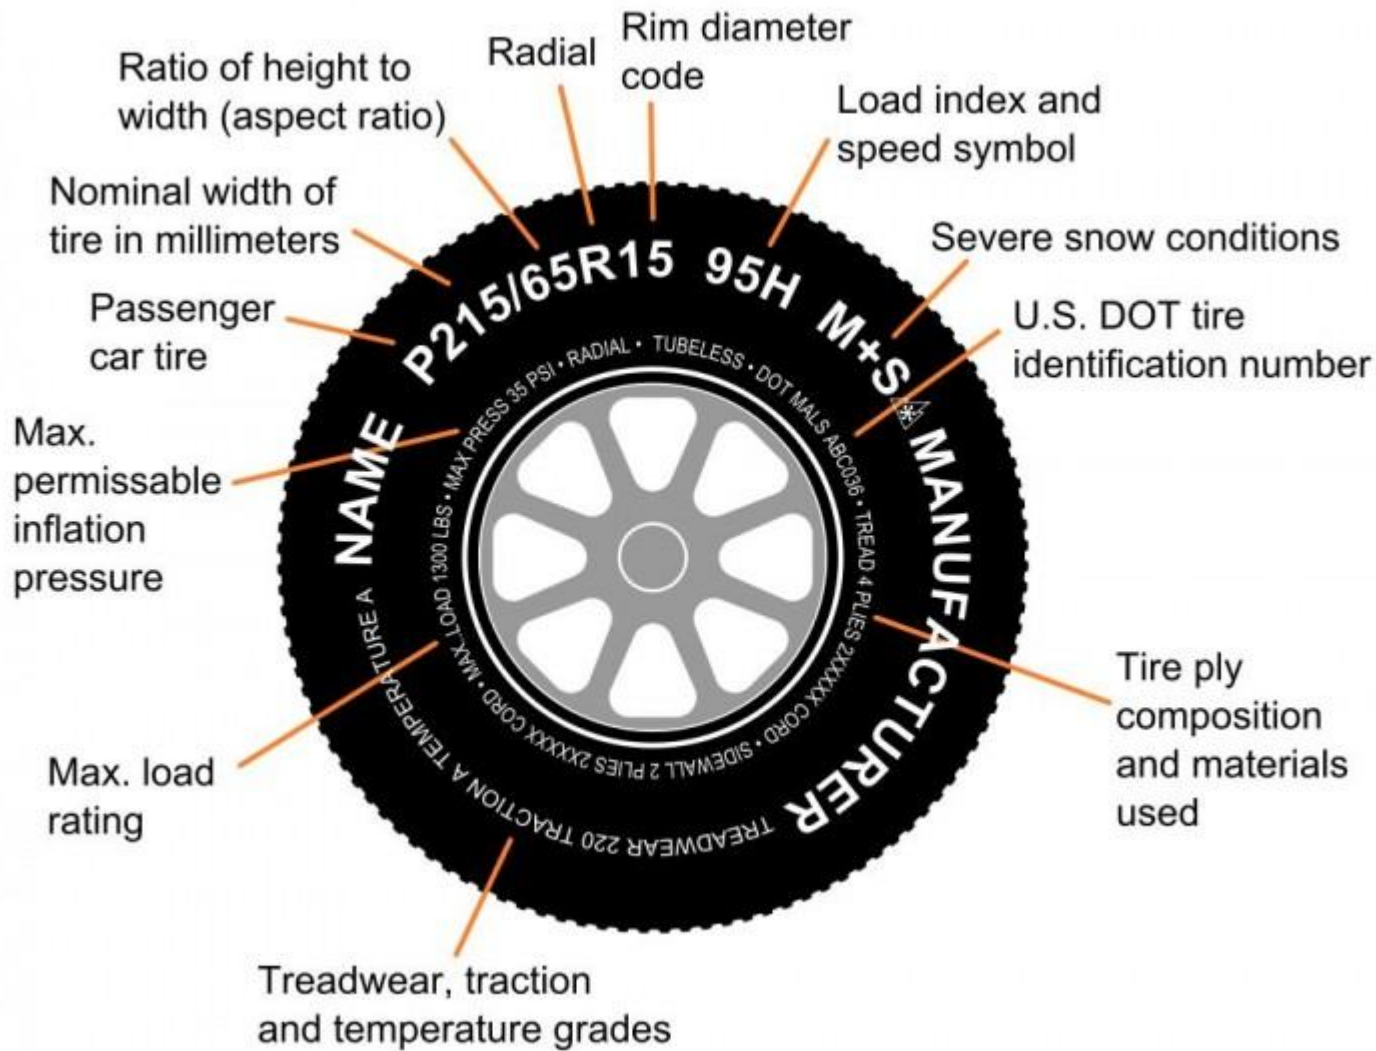 Rim diameter
code
Radial
Ratio of height to
width (aspect ratio)
Load index and
speed symbol
Nominal width of
tire in millimeters
Severe snow conditions
Passenger
car tire
U.S. DOT tire
identification number
Max.
permissable
inflation
pressure
Tire ply
composition
and materials
used
Max. load
rating
Treadwear, traction
and temperature grades
NAME P215/65R15 95H M+S MANUFACTURER
TREADWEAR 220 TRACTION A TEMPERATURE A
MAX PRESS 35 PSI • RADIAL • TUBELESS • DOT MALS ABC036 • TREAD 4 PLIES 2XXXXX CORD • SIDEWALL 2 PLIES 2XXXXX CORD • MAX. LOAD 1300 LBS •